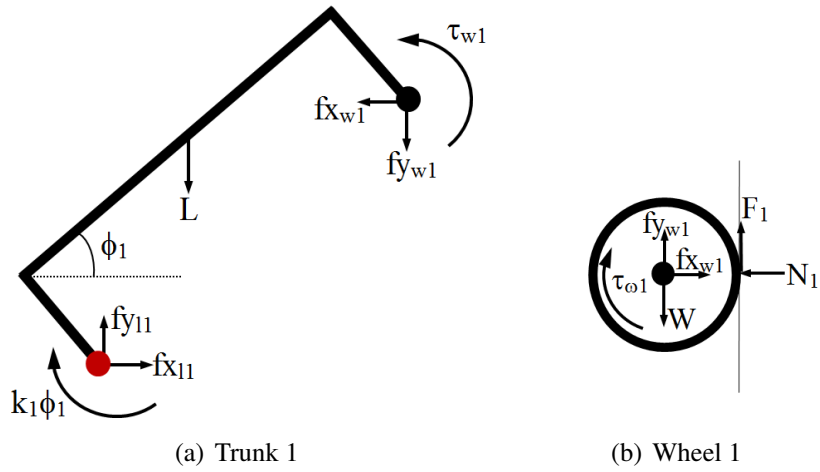 τw1
fxw1
fyw1
L
ϕ1
fyl1
fxl1
k1ϕ1
(a) Trunk 1
F1
fyw1
fxw1
τω1
N1
W
(b) Wheel 1